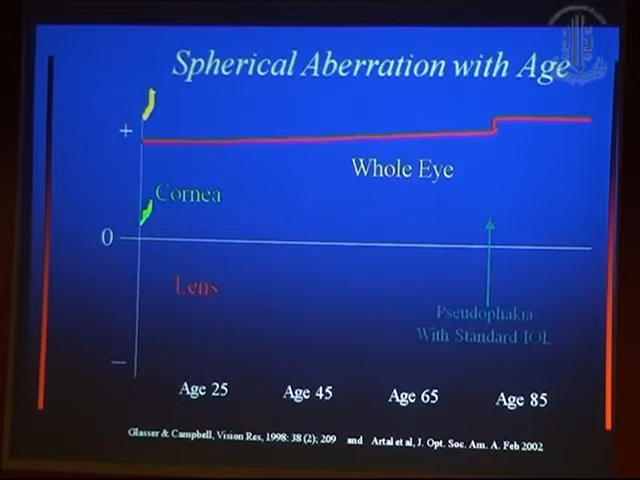 Spherical Aberration with Age
+
Whole Eye
Cornea
0
Lens
Pseudophakia
With Standard IOL
–
Age 25 Age 45 Age 65 Age 85
Glasser & Campbell, Vision Res, 1998: 38 (2); 209 and Artal et al, J. Opt. Soc. Am. A. Feb 2002